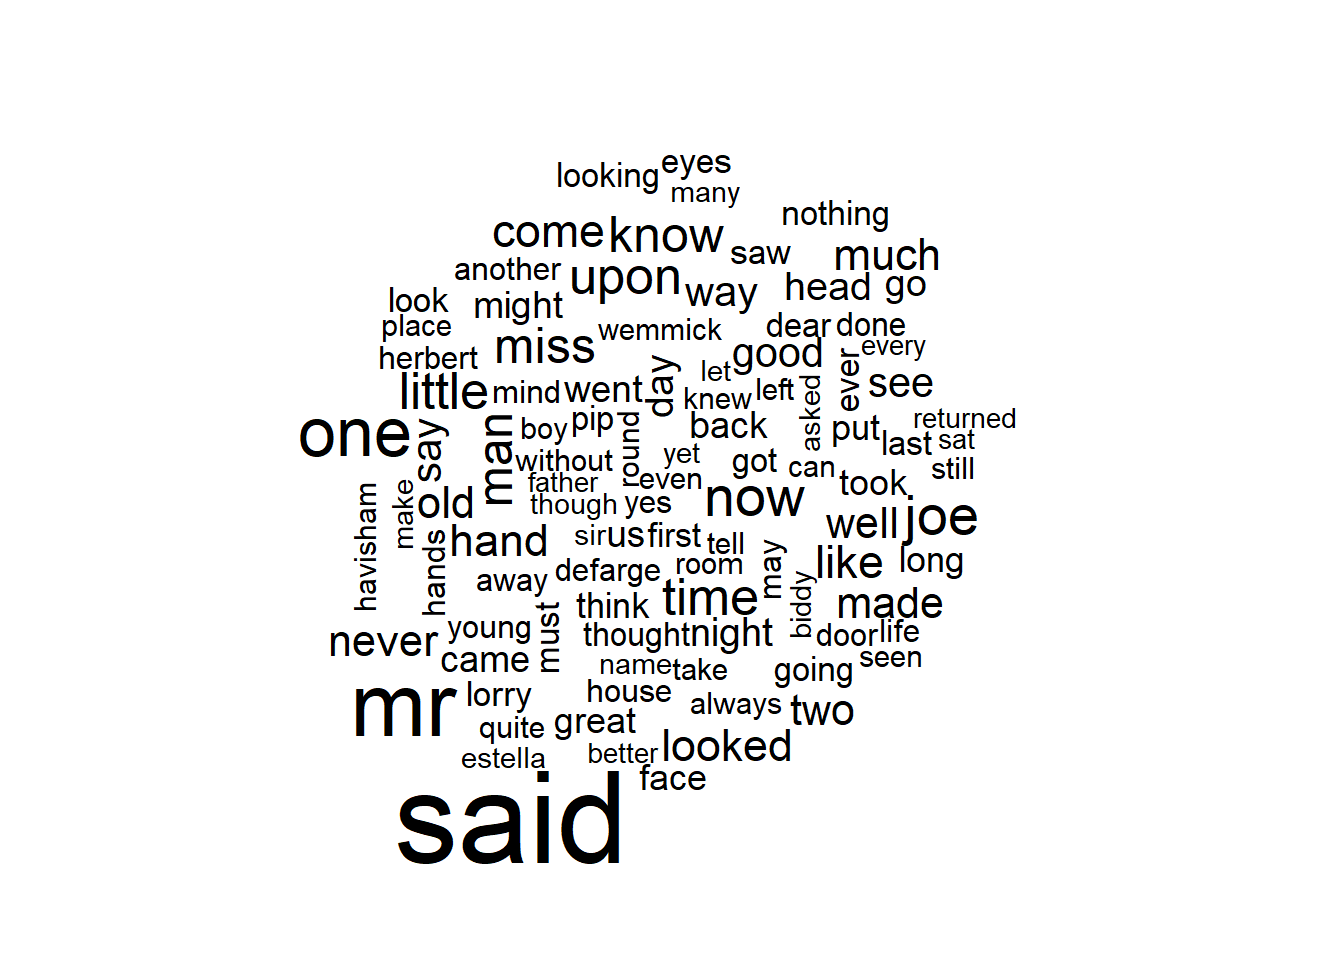 looking eyes
many
nothing
come know
saw
much
another
upon
way
head go
look
might
place
wemmick
dear done
herbert
miss
good
every
little
mind went
day
let
knew
left
ever
see
one
say
man
boy
pip
round
back
asked
put
returned
last sat
without
yet
got
can
still
father
even
took
though
yes
now
havisham
make
old
well joe
hands
hand
sir us first
tell
may
like long
away
defarge
room
biddy
think
time
made
never
young
must
thought night
door life
came
name take
going
seen
mr
lorry
house
always two
quite great
estella
better looked
face
said